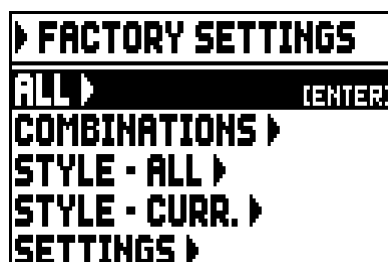 FACTORY SETTINGS
ALL [ENTER]
COMBINATIONS
STYLE - ALL
STYLE - CURR.
SETTINGS